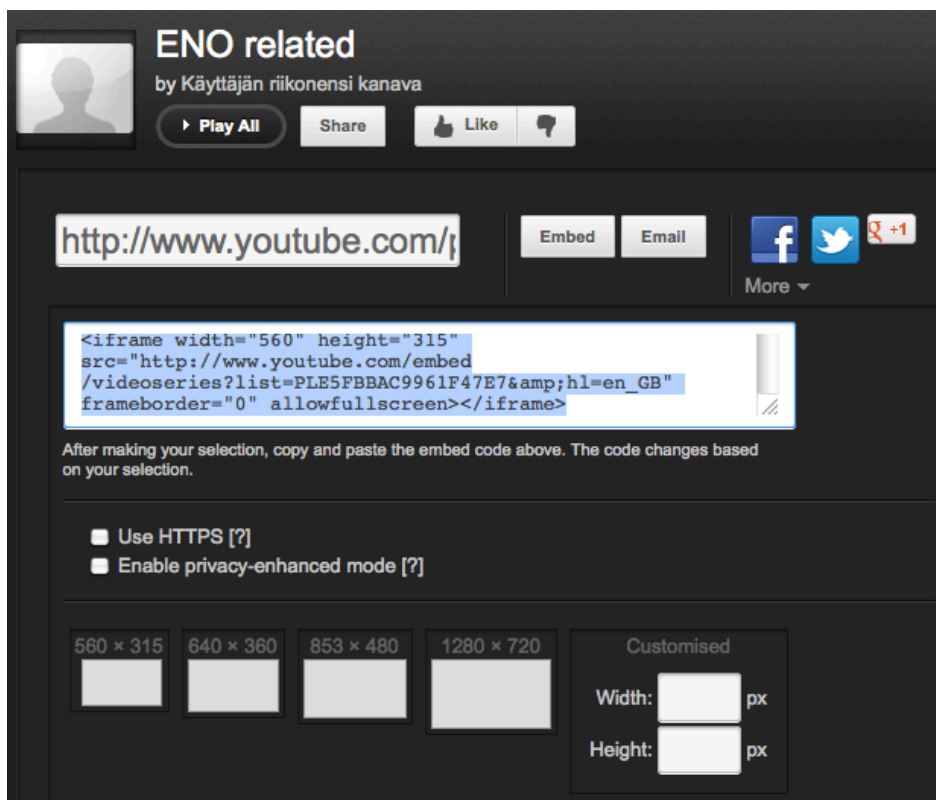 ENO related
by Käyttäjän riikonensi kanava
Play All Share Like
http://www.youtube.com/p
Embed Email
f g +1
More
<iframe width="560" height="315"
src="http://www.youtube.com/embed
/videoseries?list=PLE5FBBAC9961F47E7&amp;hl=en_GB"
frameborder="0" allowfullscreen></iframe>
After making your selection, copy and paste the embed code above. The code changes based
on your selection.
Use HTTPS [?]
Enable privacy-enhanced mode [?]
560 × 315 640 × 360 853 × 480 1280 × 720 Customised
Width: px
Height: px